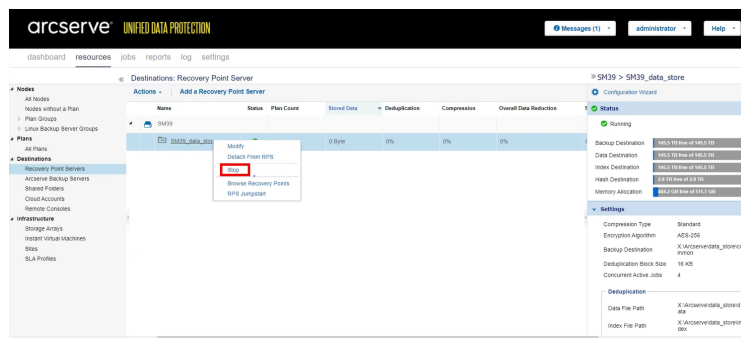 arcserve® UNIFIED DATA PROTECTION
Messages (1) administrator Help
dashboard resources jobs reports log settings
Nodes
All Nodes
Nodes without a Plan
Plan Groups
Linux Backup Server Groups
Plans
All Plans
Destinations
Recovery Point Servers
Arcserve Backup Servers
Shared Folders
Cloud Accounts
Remote Consoles
Infrastructure
Storage Arrays
Instant Virtual Machines
Sites
SLA Profiles
Destinations: Recovery Point Server
Actions | Add a Recovery Point Server
Name Status Plan Count Stored Data Deduplication Compression Overall Data Reduction S
SM39
SM39_data_store 0 Byte 0% 0% 0%
Modify
Detach From RPS
Stop
Browse Recovery Points
RPS Jumpstart
SM39 > SM39_data_store
Configuration Wizard
Status
Running
Backup Destination 145.5 TB free of 145.5 TB
Data Destination 145.5 TB free of 145.5 TB
Index Destination 145.5 TB free of 145.5 TB
Hash Destination 2.9 TB free of 2.9 TB
Memory Allocation 484.2 GB free of 511.7 GB
Settings
Compression Type Standard
Encryption Algorithm AES-256
Backup Destination X:\Arcserve\data_store\co
mmon
Deduplication Block Size 16 KB
Concurrent Active Jobs 4
Deduplication
Data File Path X:\Arcserve\data_store\d
ata
Index File Path X:\Arcserve\data_store\in
dex